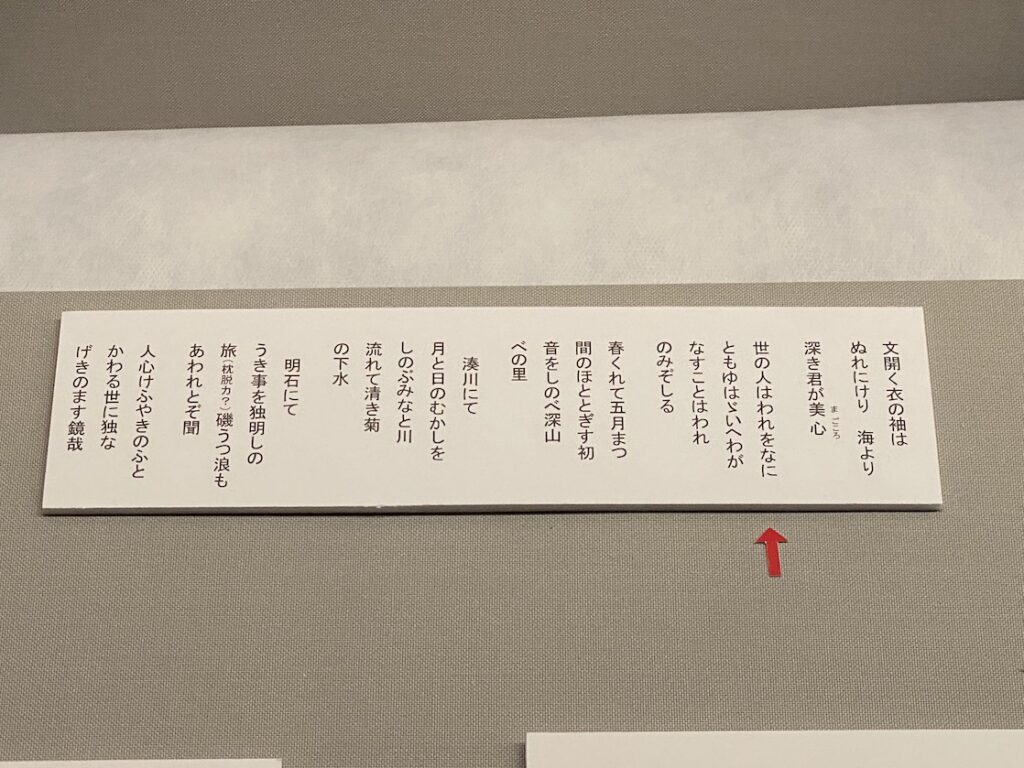 文開く衣の袖は
ぬれにけり　海より
深き君が美心
まごころ
世の人はわれをなに
ともゆはゞいへわが
なすことはわれ
のみぞしる
春くれて五月まつ
間のほととぎす初
音をしのべ深山
べの里
湊川にて
月と日のむかしを
しのぶみなと川
流れて清き菊
の下水
明石にて
うき事を独明しの
旅（枕脱カ？）磯うつ浪も
あわれとぞ聞
人心けふやきのふと
かわる世に独な
げきのます鏡哉